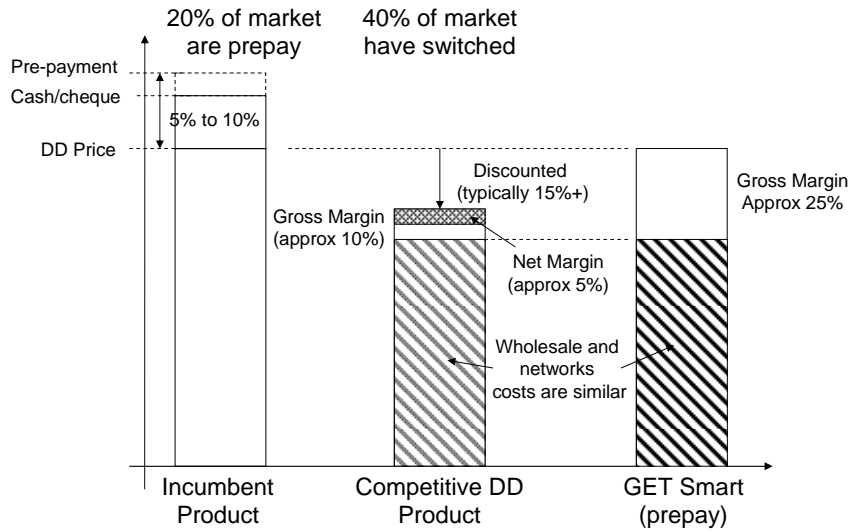 20% of market
are prepay
40% of market
have switched
Pre-payment
Cash/cheque
5% to 10%
DD Price
Discounted
(typically 15%+)
Gross Margin
Approx 25%
Gross Margin
(approx 10%)
Net Margin
(approx 5%)
Wholesale and
networks
costs are similar
Incumbent
Product
Competitive DD
Product
GET Smart
(prepay)